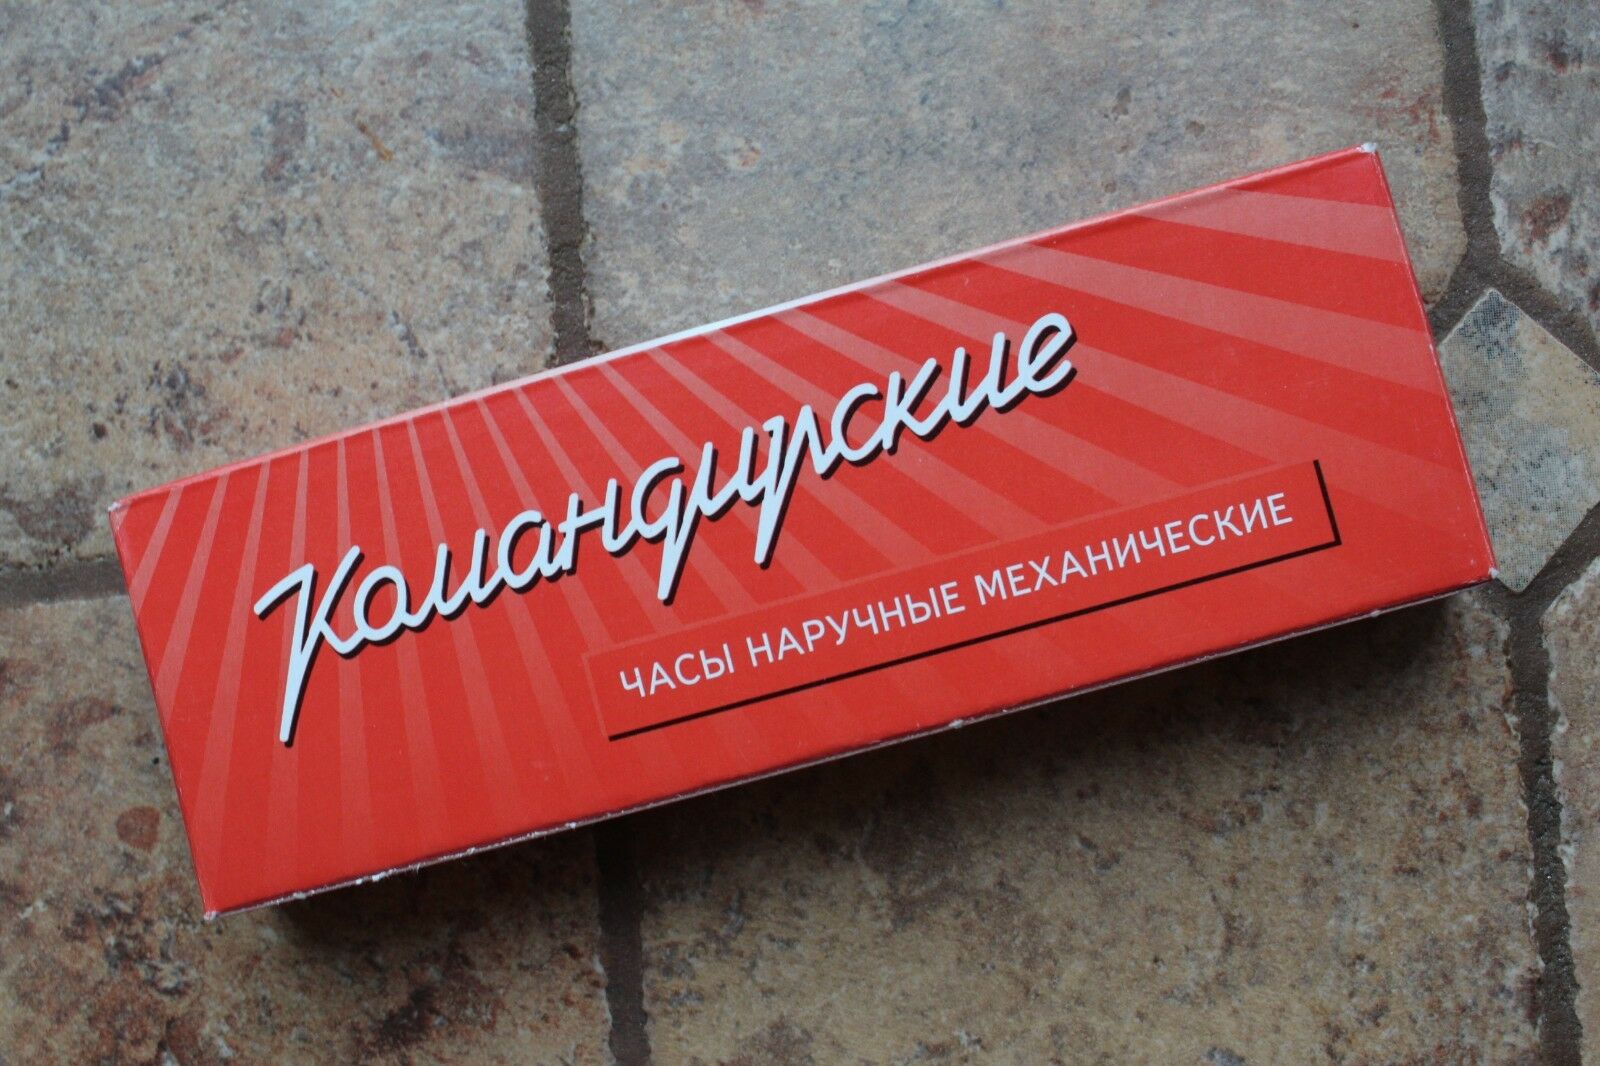 Командирские
ЧАСЫ НАРУЧНЫЕ МЕХАНИЧЕСКИЕ